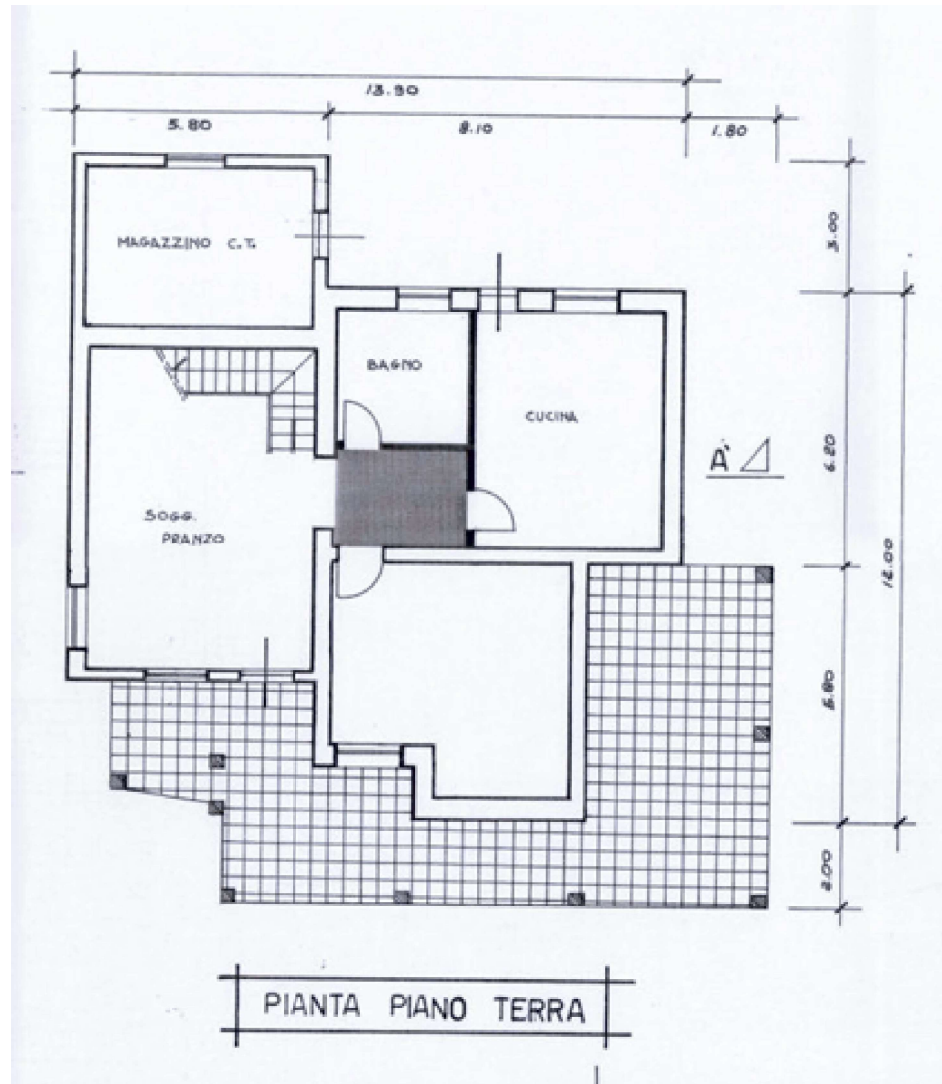 13.90
5.80
8.10
1.80
3.00
MAGAZZINO C.T.
BAGNO
CUCINA
A'
6.20
SOGG.
PRANZO
12.00
5.80
2.00
PIANTA PIANO TERRA